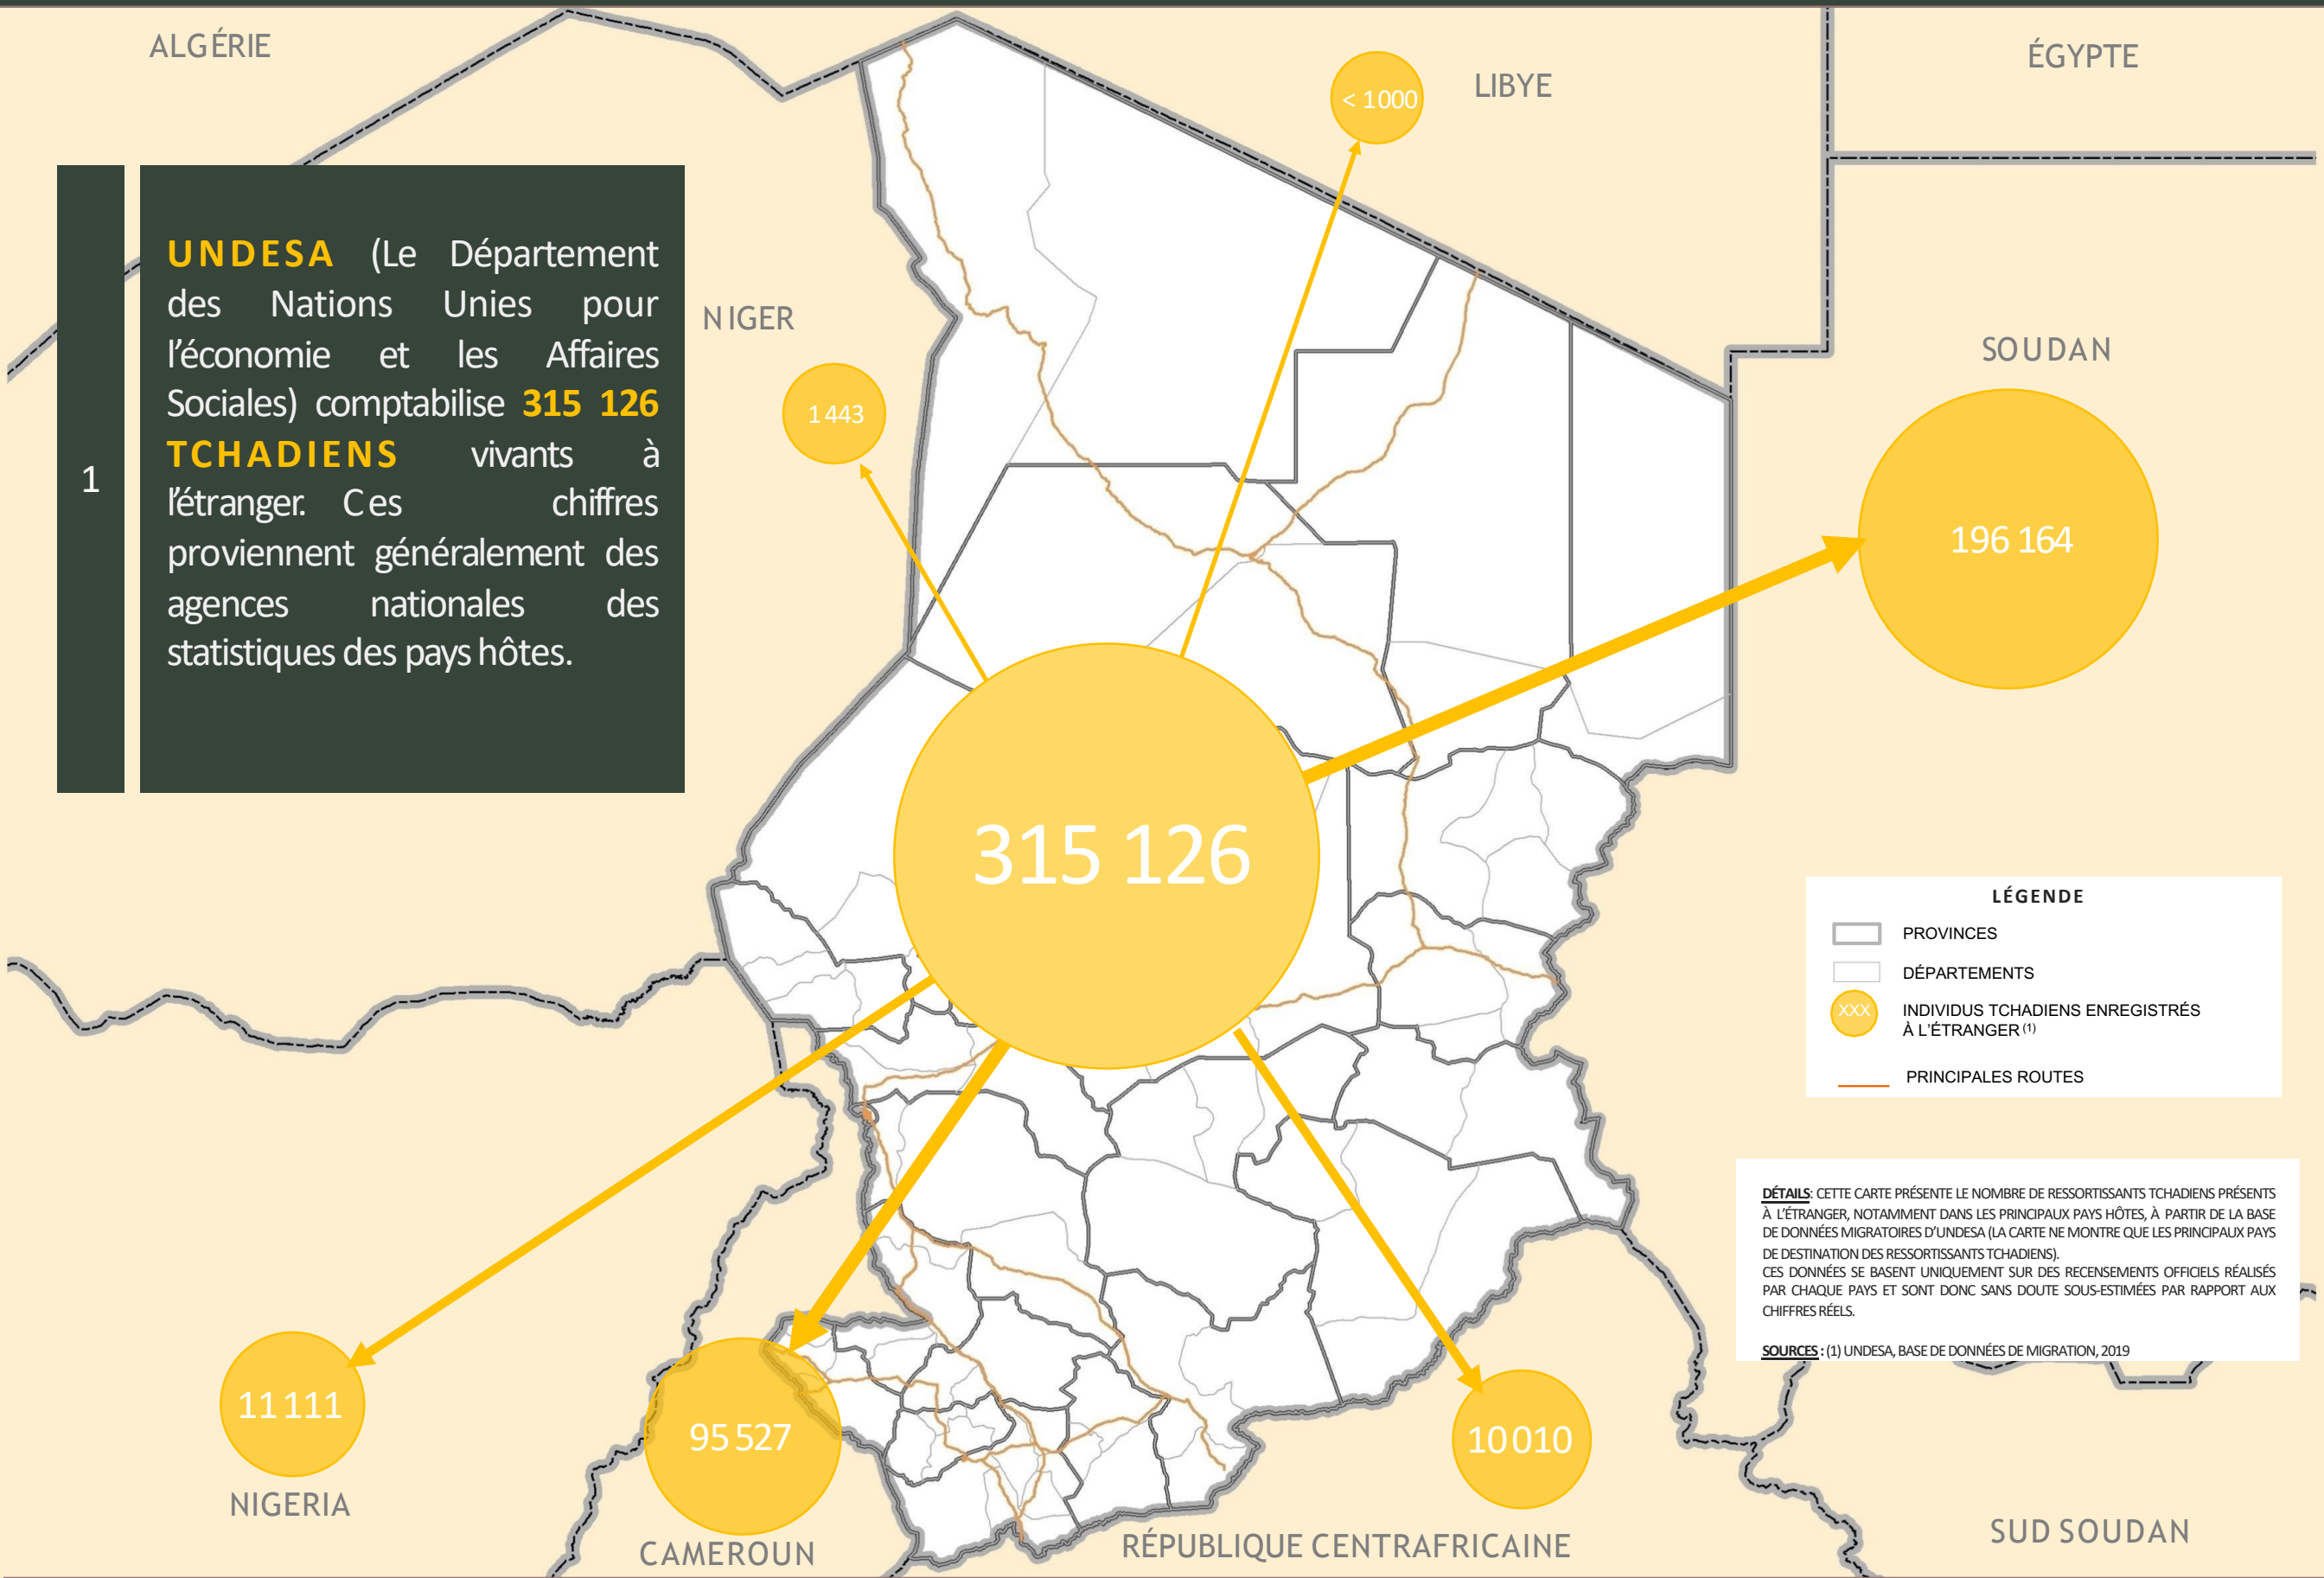 ALGÉRIE
LIBYE
ÉGYPTE
< 1000
1
UNDESA (Le Département
des Nations Unies pour
l'économie et les Affaires
Sociales) comptabilise 315 126
TCHADIENS vivants à
l'étranger. Ces chiffres
proviennent généralement des
agences nationales des
statistiques des pays hôtes.
NIGER
1 443
SOUDAN
196 164
315 126
LÉGENDE
PROVINCES
DÉPARTEMENTS
XXX
INDIVIDUS TCHADIENS ENREGISTRÉS
À L'ÉTRANGER (1)
PRINCIPALES ROUTES
DÉTAILS: CETTE CARTE PRÉSENTE LE NOMBRE DE RESSORTISSANTS TCHADIENS PRÉSENTS
À L'ÉTRANGER, NOTAMMENT DANS LES PRINCIPAUX PAYS HÔTES, À PARTIR DE LA BASE
DE DONNÉES MIGRATOIRES D'UNDESA (LA CARTE NE MONTRE QUE LES PRINCIPAUX PAYS
DE DESTINATION DES RESSORTISSANTS TCHADIENS).
CES DONNÉES SE BASENT UNIQUEMENT SUR DES RECENSEMENTS OFFICIELS RÉALISÉS
PAR CHAQUE PAYS ET SONT DONC SANS DOUTE SOUS-ESTIMÉES PAR RAPPORT AUX
CHIFFRES RÉELS.
SOURCES : (1) UNDESA, BASE DE DONNÉES DE MIGRATION, 2019
11 111
NIGERIA
95 527
CAMEROUN
10 010
RÉPUBLIQUE CENTRAFRICAINE
SUD SOUDAN